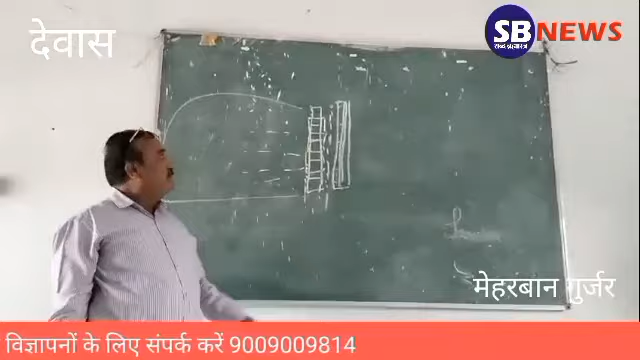 देवास
SB NEWS
मेहरबान गुर्जर
विज्ञापनों के लिए संपर्क करें 9009009814